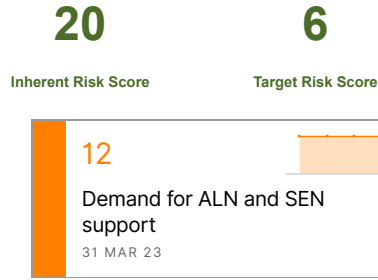 20 6
Inherent Risk Score Target Risk Score
12
Demand for ALN and SEN
support
31 MAR 23